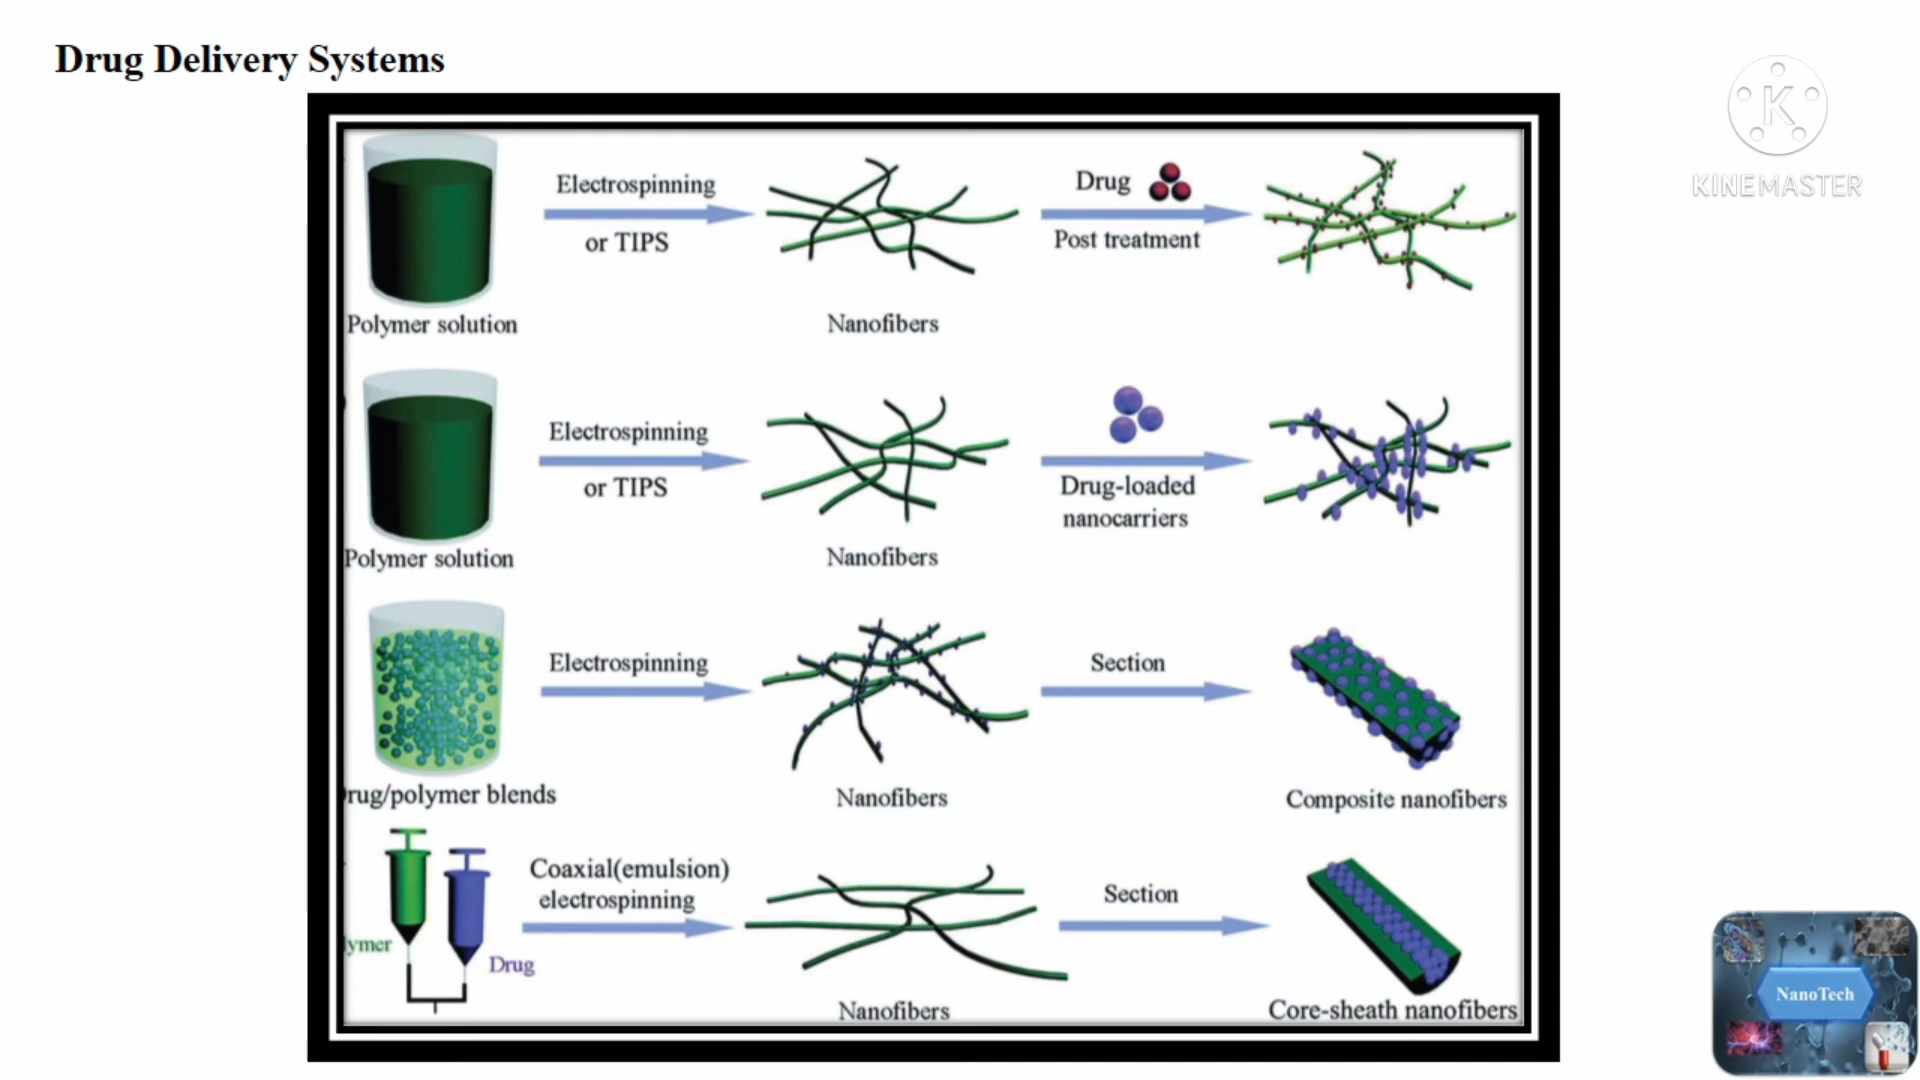 Drug Delivery Systems
K
KINEMASTER
Electrospinning
or TIPS
Drug
Post treatment
Polymer solution
Nanofibers
Electrospinning
or TIPS
Drug-loaded
nanocarriers
Polymer solution
Nanofibers
Electrospinning
Section
rug/polymer blends
Nanofibers
Composite nanofibers
Coaxial(emulsion)
electrospinning
Section
ymer
Drug
Nanofibers
Core-sheath nanofibers
NanoTech